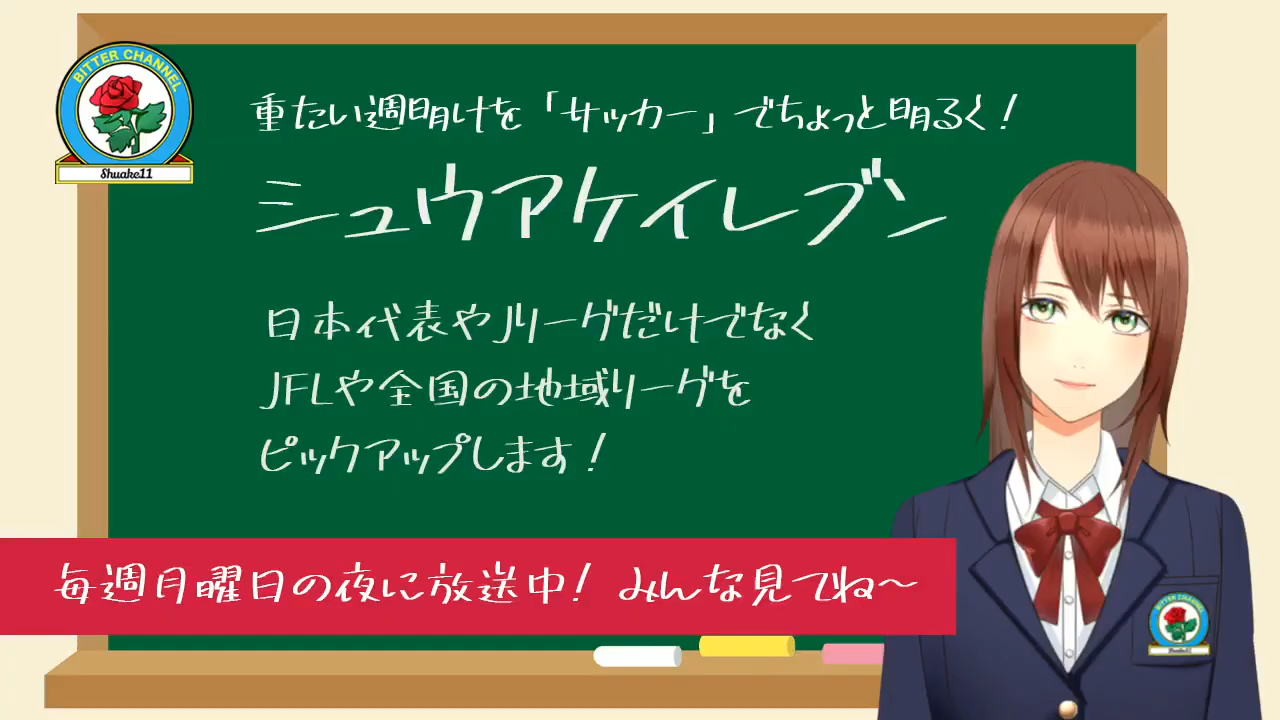 BITTER CHANNEL
Shuake11
重たい週明けを「サッカー」でちょっと明るく！
シュウアケイレブン
日本代表やJリーグだけでなく
JFLや全国の地域リーグを
ピックアップします！
毎週月曜日の夜に放送中！ みんな見てね～
BITTER CHANNEL
Shuake11